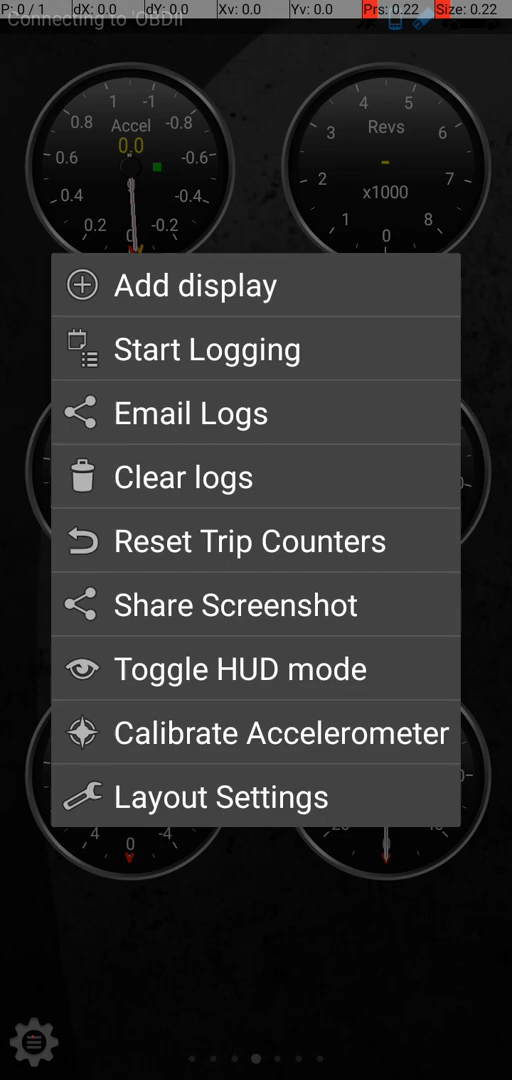 P: 0 / 1 dX: 0.0 dY: 0.0 Xv: 0.0 Yv: 0.0 Prs: 0.22 Size: 0.22
Connecting to 'OBDII'
1 -1 4 5
0.8 Accel -0.8 3 Revs 6
0.0
0.6 -0.6
2 x1000 7
0.4 -0.4
0.2 0 -0.2 1 0 8
Add display
Start Logging
Email Logs
Clear logs
Reset Trip Counters
Share Screenshot
Toggle HUD mode
Calibrate Accelerometer
Layout Settings
4 0 -4